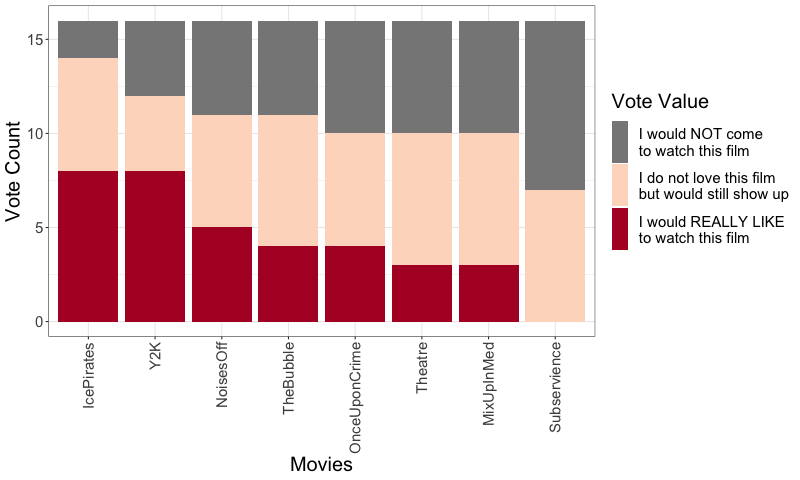 15
10
5
0
Vote Count
IcePirates
Y2K
NoisesOff
TheBubble
OnceUponCrime
Theatre
MixUpInMed
Subservience
Movies
Vote Value
I would NOT come
to watch this film
I do not love this film
but would still show up
I would REALLY LIKE
to watch this film